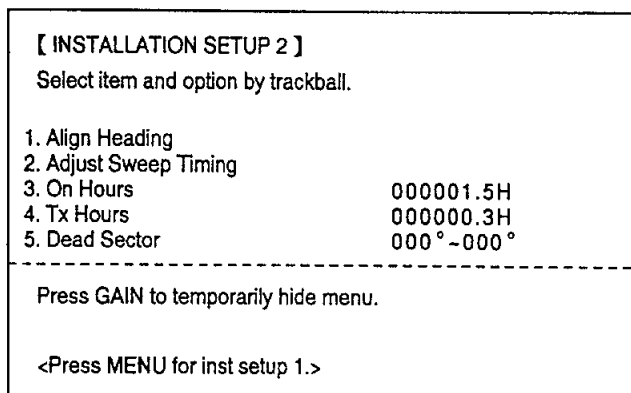 【 INSTALLATION SETUP 2 】
Select item and option by trackball.
1. Align Heading
2. Adjust Sweep Timing
3. On Hours 000001.5H
4. Tx Hours 000000.3H
5. Dead Sector 000°~000°
Press GAIN to temporarily hide menu.
<Press MENU for inst setup 1.>